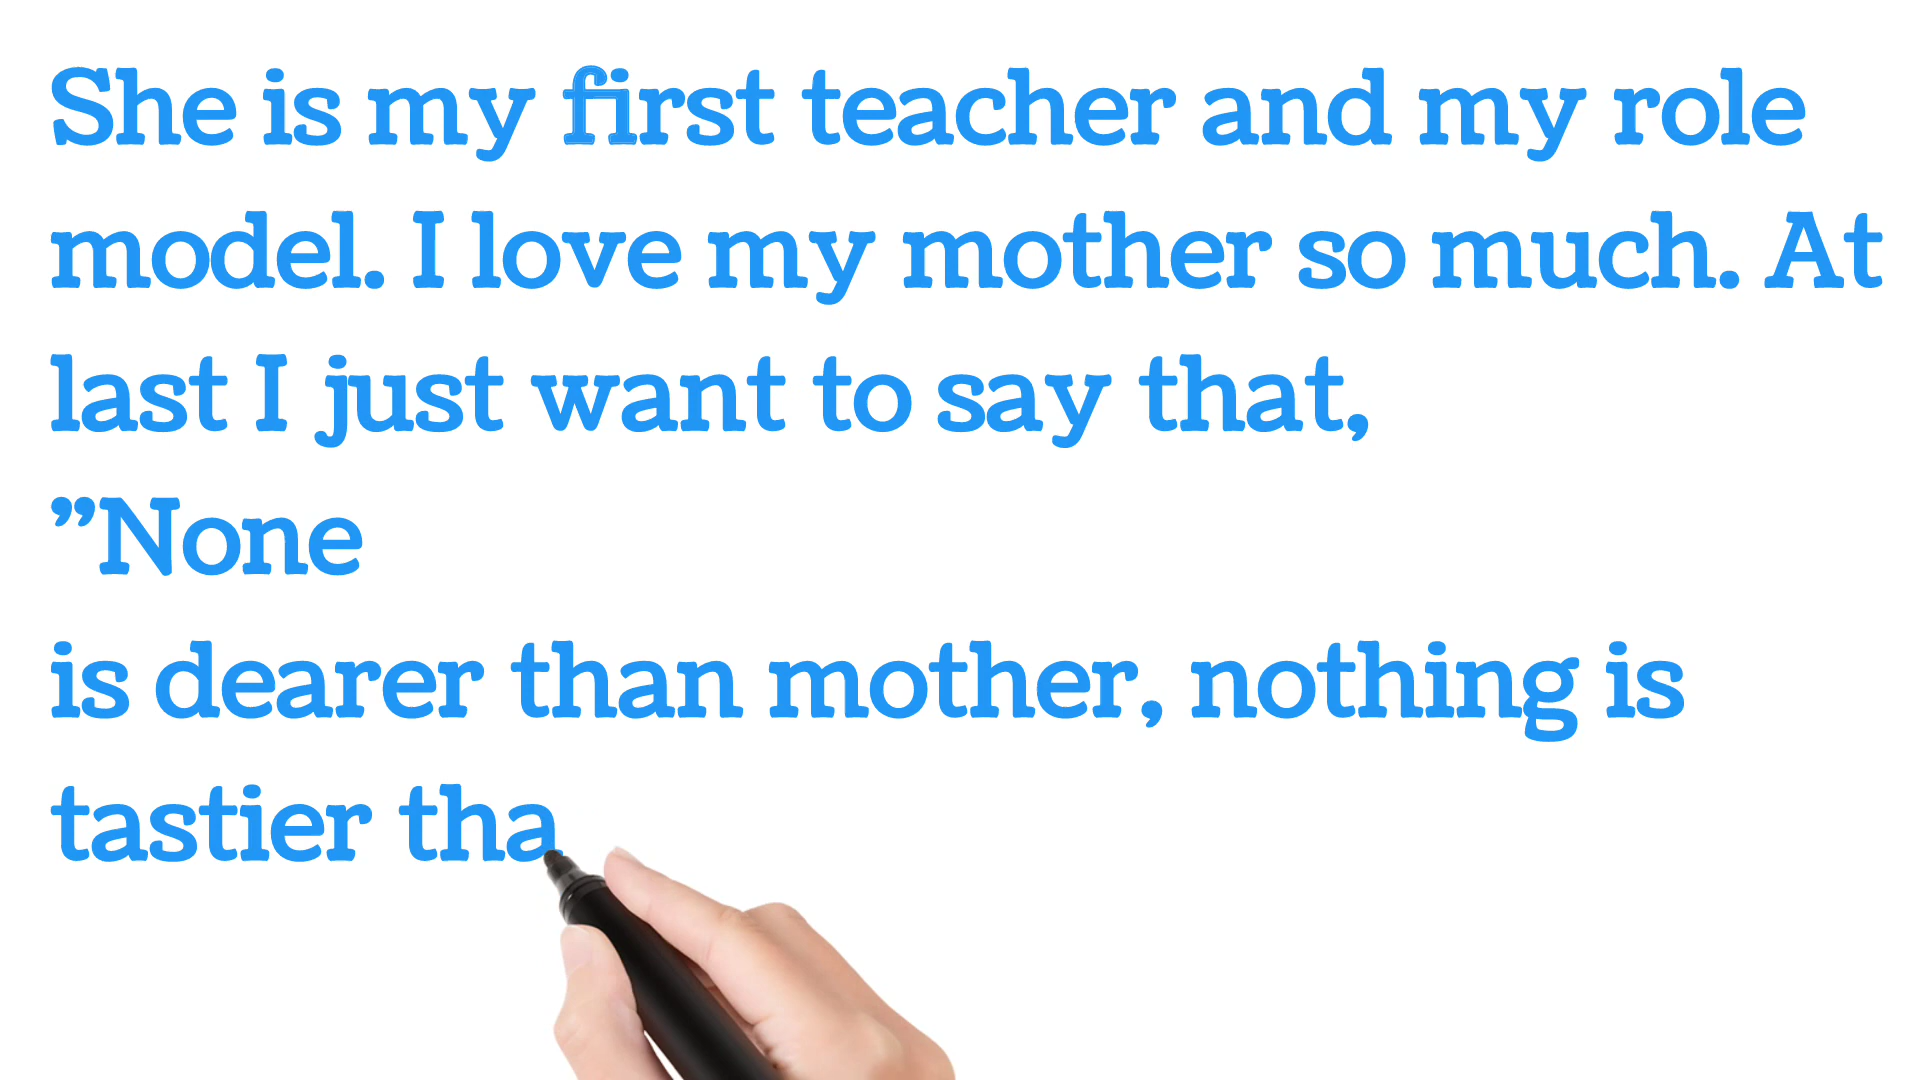 She is my first teacher and my role
model. I love my mother so much. At
last I just want to say that,
”None
is dearer than mother, nothing is
tastier tha